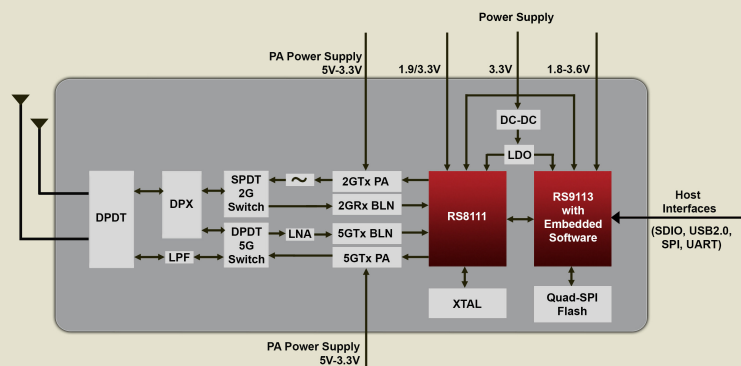 Power Supply
PA Power Supply
5V-3.3V
1.9/3.3V
3.3V
1.8-3.6V
DC-DC
LDO
SPDT
2G
Switch
~
2GTx PA
2GRx BLN
DPX
DPDT
DPDT
5G
Switch
LNA
5GTx BLN
5GTx PA
LPF
RS8111
RS9113
with
Embedded
Software
Host
Interfaces
(SDIO, USB2.0,
SPI, UART)
XTAL
Quad-SPI
Flash
PA Power Supply
5V-3.3V